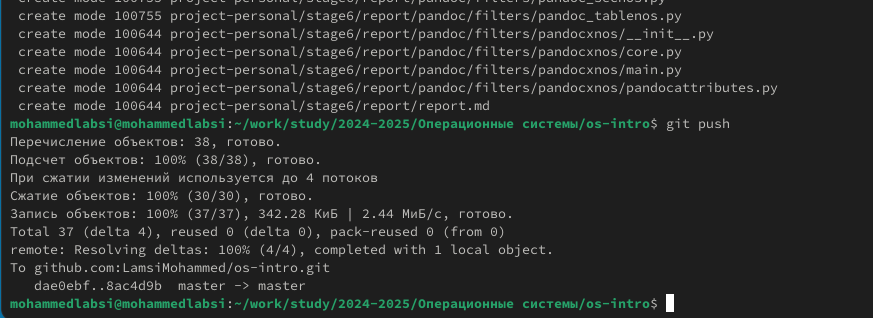 create mode 100755 project-personal/stage6/report/pandoc/filters/pandoc_secnos.py
create mode 100755 project-personal/stage6/report/pandoc/filters/pandoc_tablenos.py
create mode 100644 project-personal/stage6/report/pandoc/filters/pandocxnos/__init__.py
create mode 100644 project-personal/stage6/report/pandoc/filters/pandocxnos/core.py
create mode 100644 project-personal/stage6/report/pandoc/filters/pandocxnos/main.py
create mode 100644 project-personal/stage6/report/pandoc/filters/pandocxnos/pandocattributes.py
create mode 100644 project-personal/stage6/report/report.md
mohammedlabsi@mohammedlabsi:~/work/study/2024-2025/Операционные системы/os-intro$ git push
Перечисление объектов: 38, готово.
Подсчет объектов: 100% (38/38), готово.
При сжатии изменений используется до 4 потоков
Сжатие объектов: 100% (30/30), готово.
Запись объектов: 100% (37/37), 342.28 КиБ | 2.44 МиБ/с, готово.
Total 37 (delta 4), reused 0 (delta 0), pack-reused 0 (from 0)
remote: Resolving deltas: 100% (4/4), completed with 1 local object.
To github.com:LamsiMohammed/os-intro.git
dae0ebf..8ac4d9b  master -> master
mohammedlabsi@mohammedlabsi:~/work/study/2024-2025/Операционные системы/os-intro$